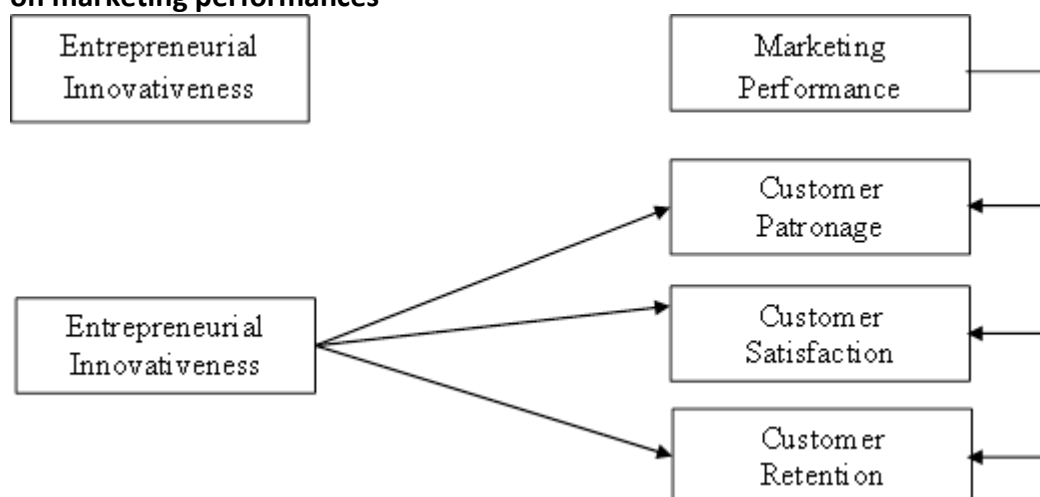 on marketing performances
Entrepreneurial
Innovativeness
Marketing
Performance
Customer
Patronage
Entrepreneurial
Innovativeness
Customer
Satisfaction
Customer
Retention